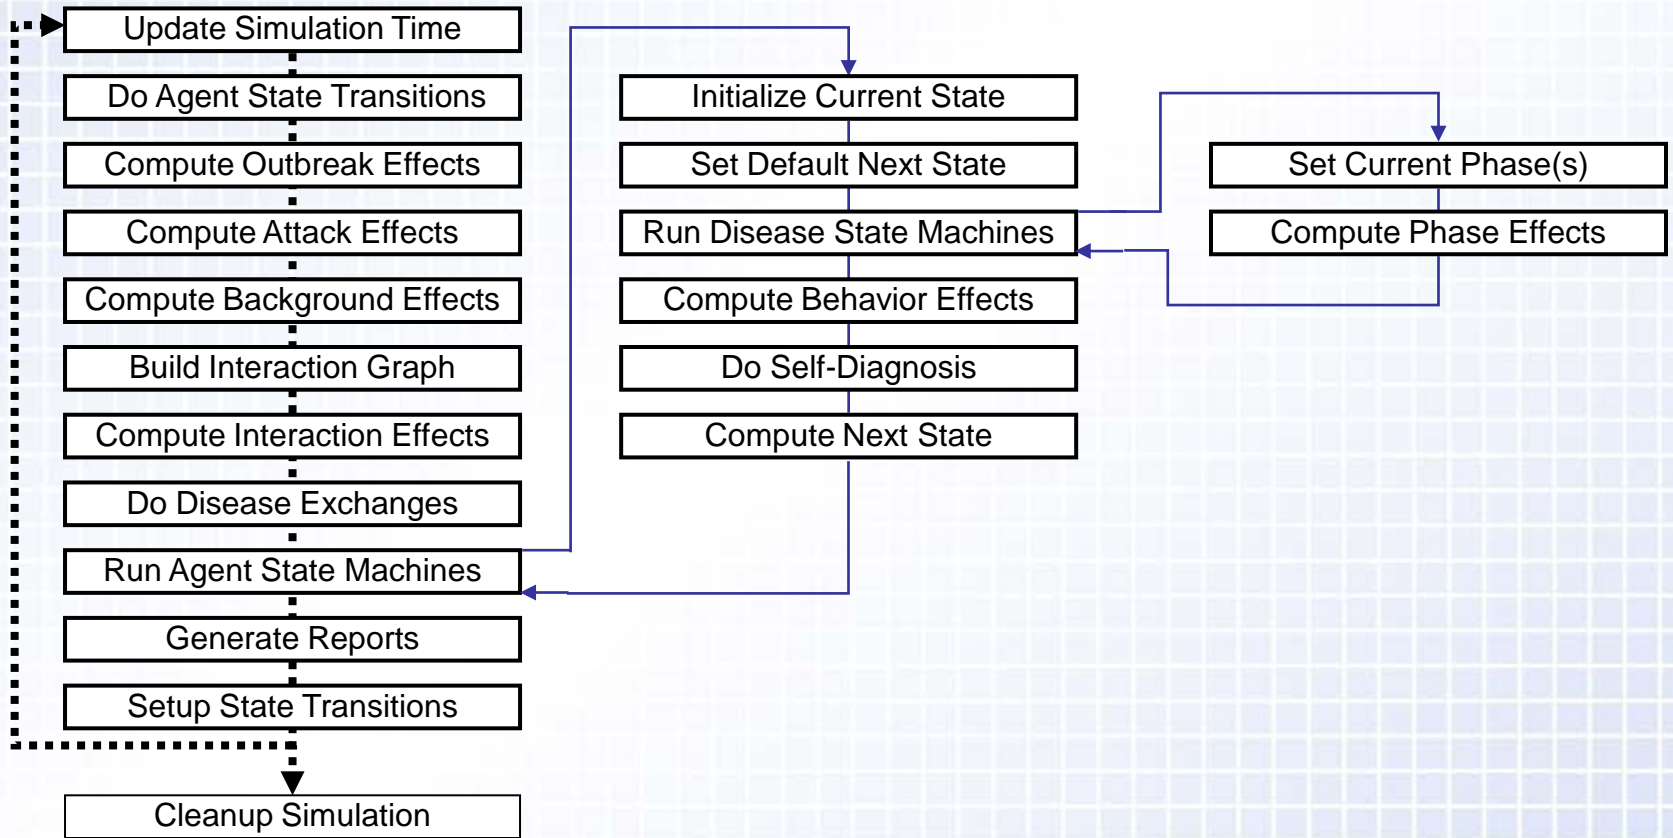 Update Simulation Time
Do Agent State Transitions
Compute Outbreak Effects
Compute Attack Effects
Compute Background Effects
Build Interaction Graph
Compute Interaction Effects
Do Disease Exchanges
Run Agent State Machines
Generate Reports
Setup State Transitions
Cleanup Simulation
Initialize Current State
Set Default Next State
Run Disease State Machines
Compute Behavior Effects
Do Self-Diagnosis
Compute Next State
Set Current Phase(s)
Compute Phase Effects